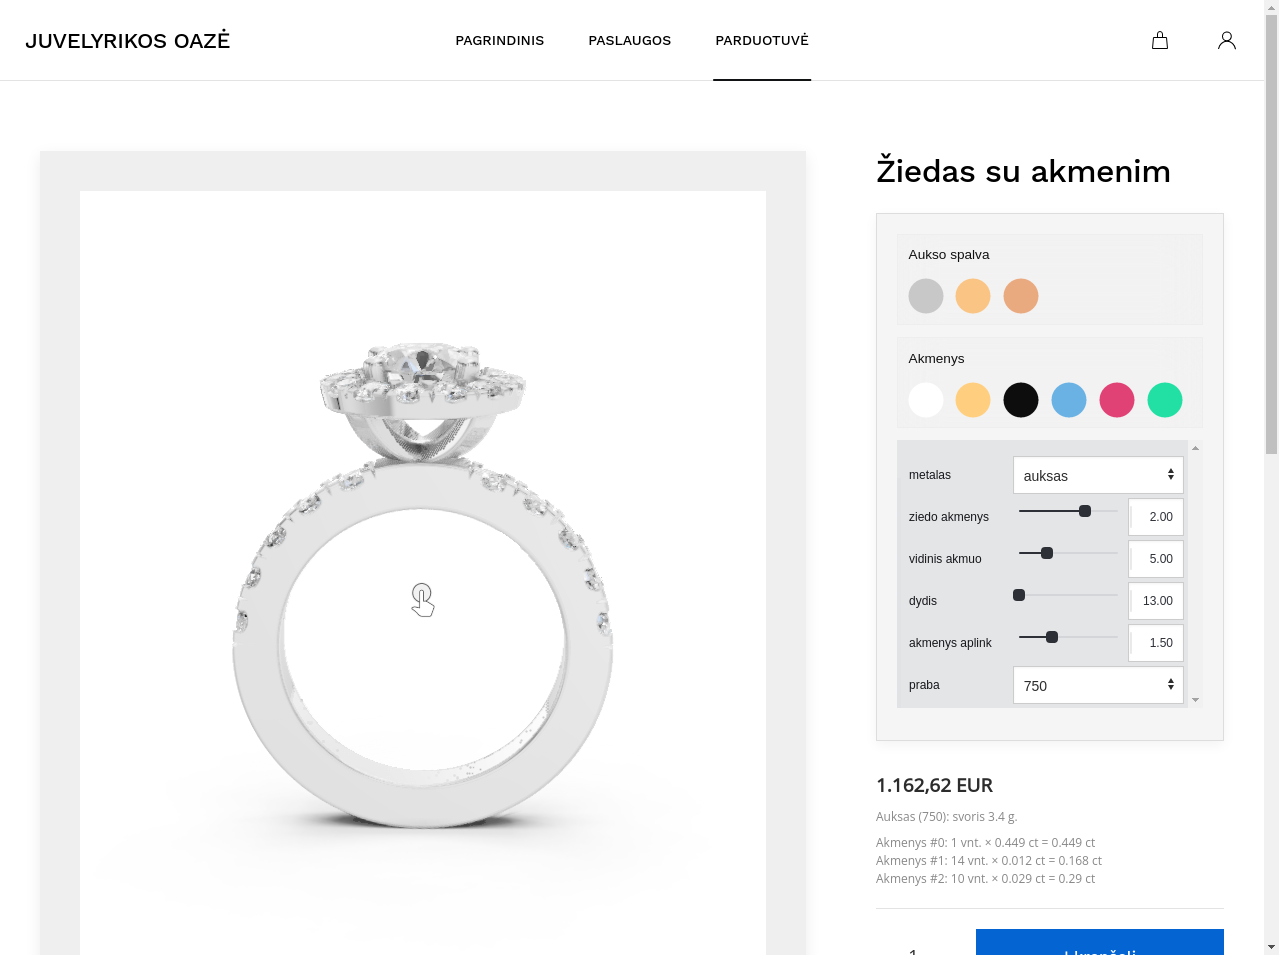 JUVELYRIKOS OAZĖ
PAGRINDINIS
PASLAUGOS
PARDUOTUVĖ
Žiedas su akmenim
Aukso spalva
Akmenys
metalas auksas
ziedo akmenys 2.00
vidinis akmuo 5.00
dydis 13.00
akmenys aplink 1.50
praba 750
1.162,62 EUR
Auksas (750): svoris 3.4 g.
Akmenys #0: 1 vnt. × 0.449 ct = 0.449 ct
Akmenys #1: 14 vnt. × 0.012 ct = 0.168 ct
Akmenys #2: 10 vnt. × 0.029 ct = 0.29 ct
1